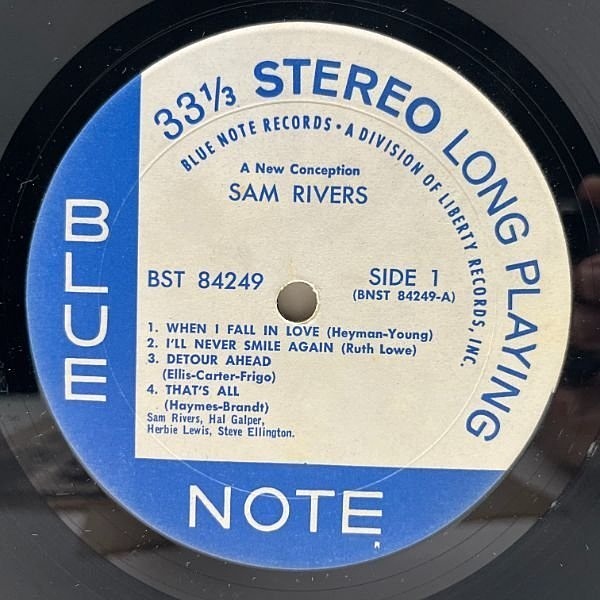 33⅓ STEREO LONG PLAYING
BLUE NOTE RECORDS • A DIVISION OF LIBERTY RECORDS, INC.
A New Conception
SAM RIVERS
BST 84249
SIDE 1
(BNST 84249-A)
1. WHEN I FALL IN LOVE (Heyman-Young)
2. I'LL NEVER SMILE AGAIN (Ruth Lowe)
3. DETOUR AHEAD
(Ellis-Carter-Frigo)
4. THAT'S ALL
(Haymes-Brandt)
Sam Rivers, Hal Galper,
Herbie Lewis, Steve Ellington.
BLUE
NOTE